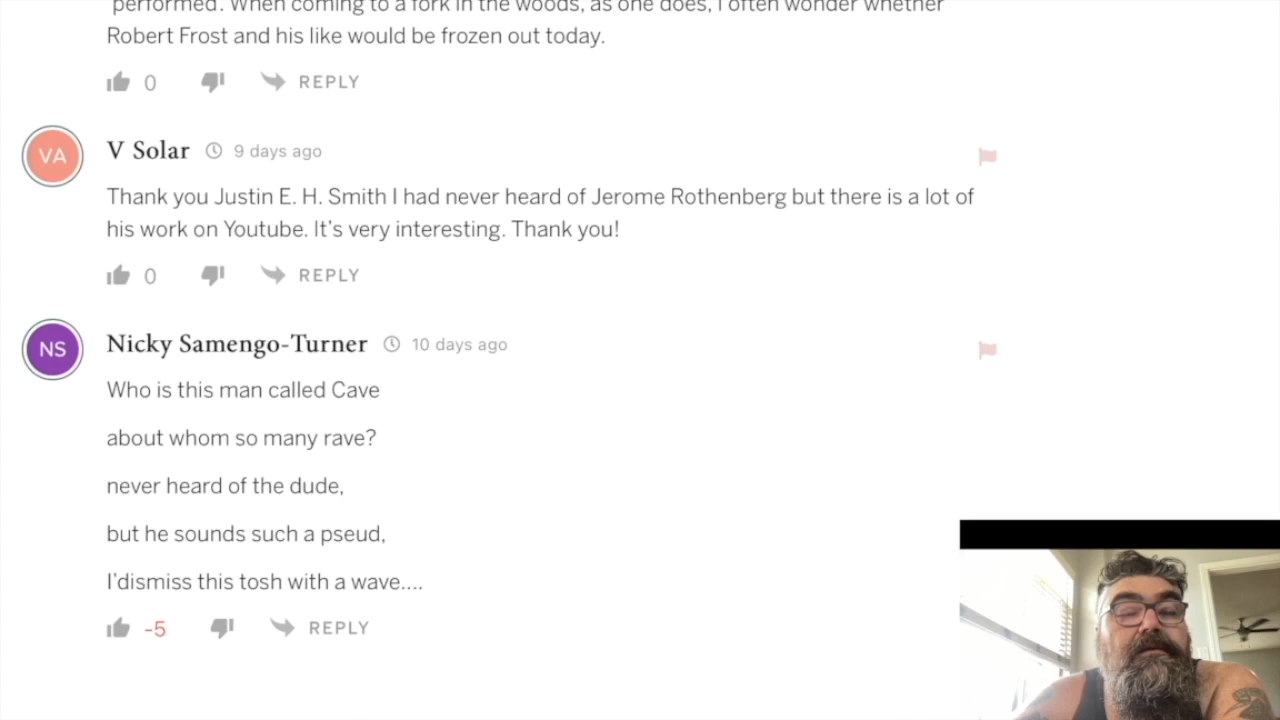 performed'. When coming to a fork in the woods, as one does, I often wonder whether
Robert Frost and his like would be frozen out today.
0 REPLY
VA V Solar 9 days ago
Thank you Justin E. H. Smith I had never heard of Jerome Rothenberg but there is a lot of
his work on Youtube. It's very interesting. Thank you!
0 REPLY
NS Nicky Samengo-Turner 10 days ago
Who is this man called Cave
about whom so many rave?
never heard of the dude,
but he sounds such a pseud,
I'dismiss this tosh with a wave....
-5 REPLY